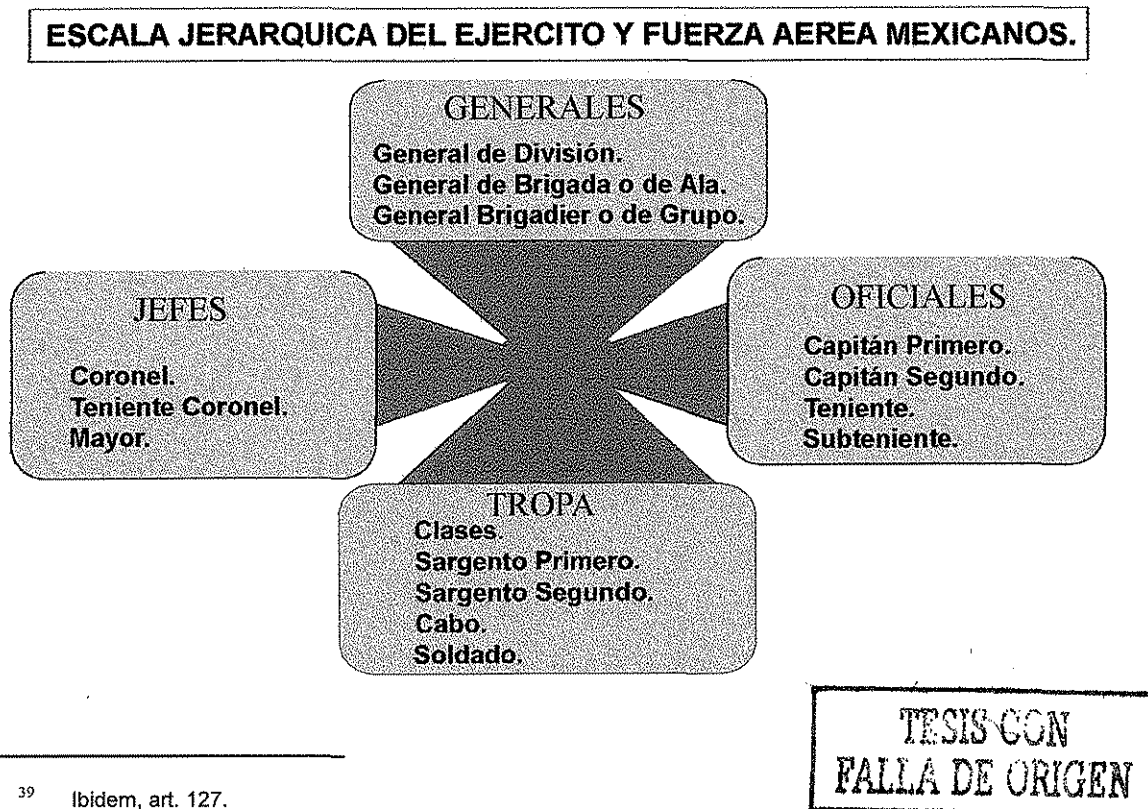 ESCALA JERARQUICA DEL EJERCITO Y FUERZA AEREA MEXICANOS.
GENERALES
General de División.
General de Brigada o de Ala.
General Brigadier o de Grupo.
JEFES
Coronel.
Teniente Coronel.
Mayor.
OFICIALES
Capitán Primero.
Capitán Segundo.
Teniente.
Subteniente.
TROPA
Clases.
Sargento Primero.
Sargento Segundo.
Cabo.
Soldado.
TESIS CON
FALLA DE ORIGEN
39 Ibidem, art. 127.